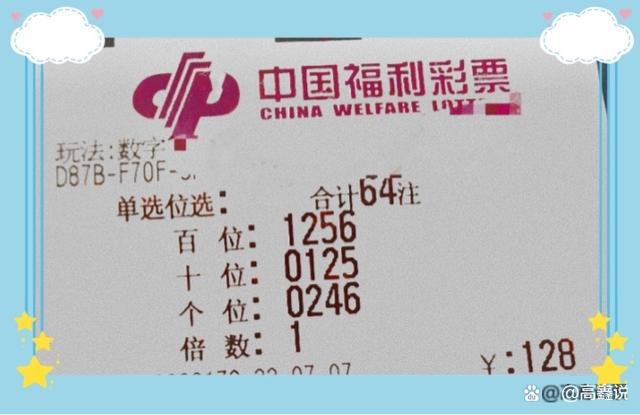 中国福利彩票
CHINA WELFARE
玩法:数字
D87B-F70F-
单选位选: 合计64注
百位: 1256
十位: 0125
个位: 0246
倍数: 1
¥:128
@高鑫说